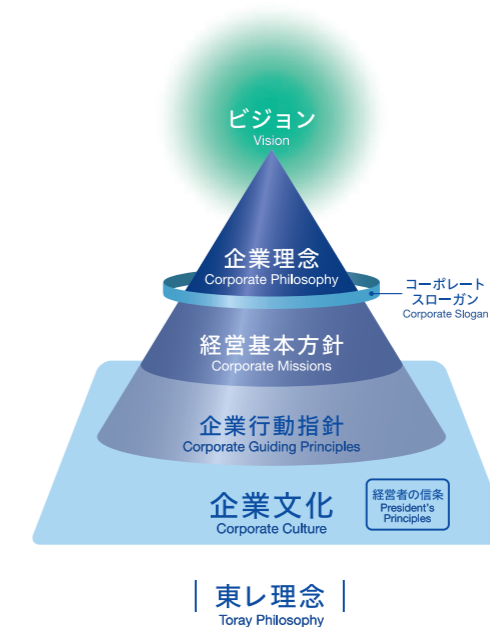 ビジョン
Vision
企業理念
Corporate Philosophy
コーポレート
スローガン
Corporate Slogan
経営基本方針
Corporate Missions
企業行動指針
Corporate Guiding Principles
企業文化
Corporate Culture
経営者の信条
President's
Principles
東レ理念
Toray Philosophy